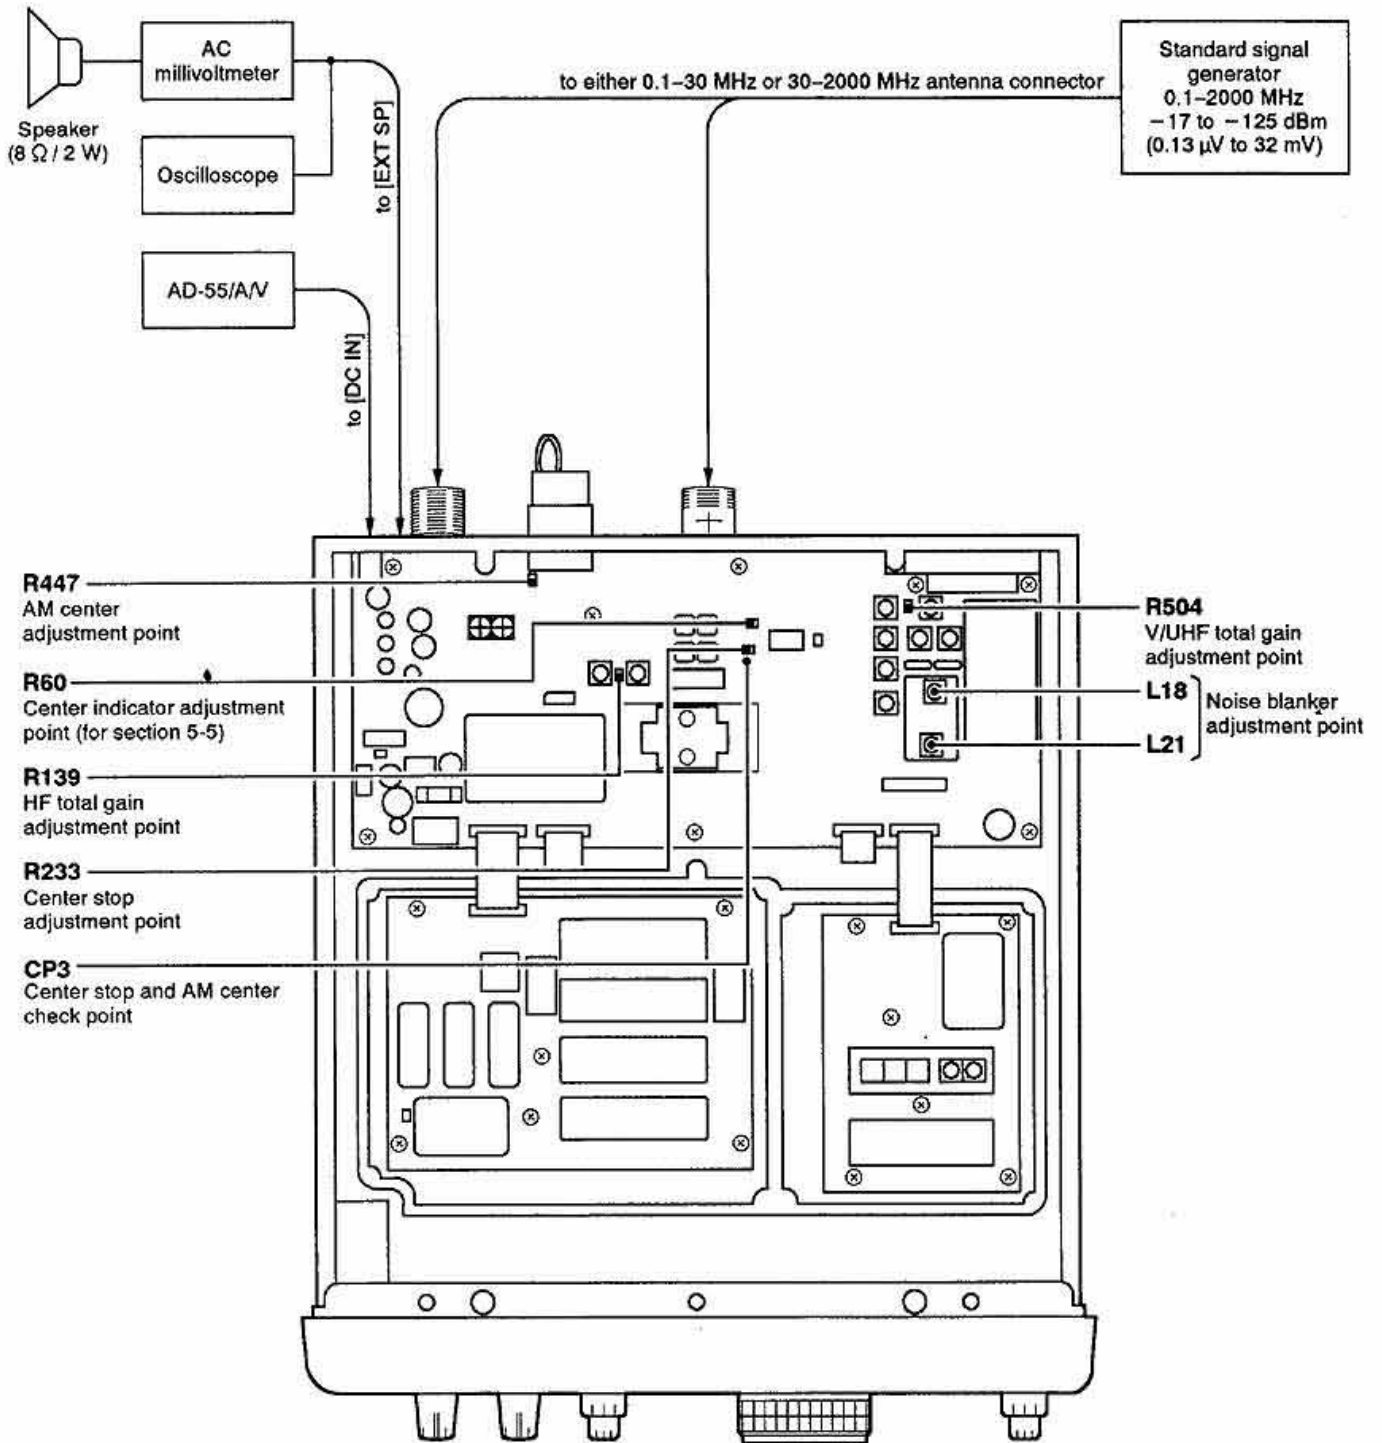 AC
millivoltmeter
Speaker
(8 Ω / 2 W)
Oscilloscope
AD-55/A/V
to [EXT SP]
to [DC IN]
to either 0.1–30 MHz or 30–2000 MHz antenna connector
Standard signal
generator
0.1–2000 MHz
−17 to −125 dBm
(0.13 µV to 32 mV)
R447
AM center
adjustment point
R60
Center indicator adjustment
point (for section 5-5)
R139
HF total gain
adjustment point
R233
Center stop
adjustment point
CP3
Center stop and AM center
check point
R504
V/UHF total gain
adjustment point
L18
L21
Noise blanker
adjustment point